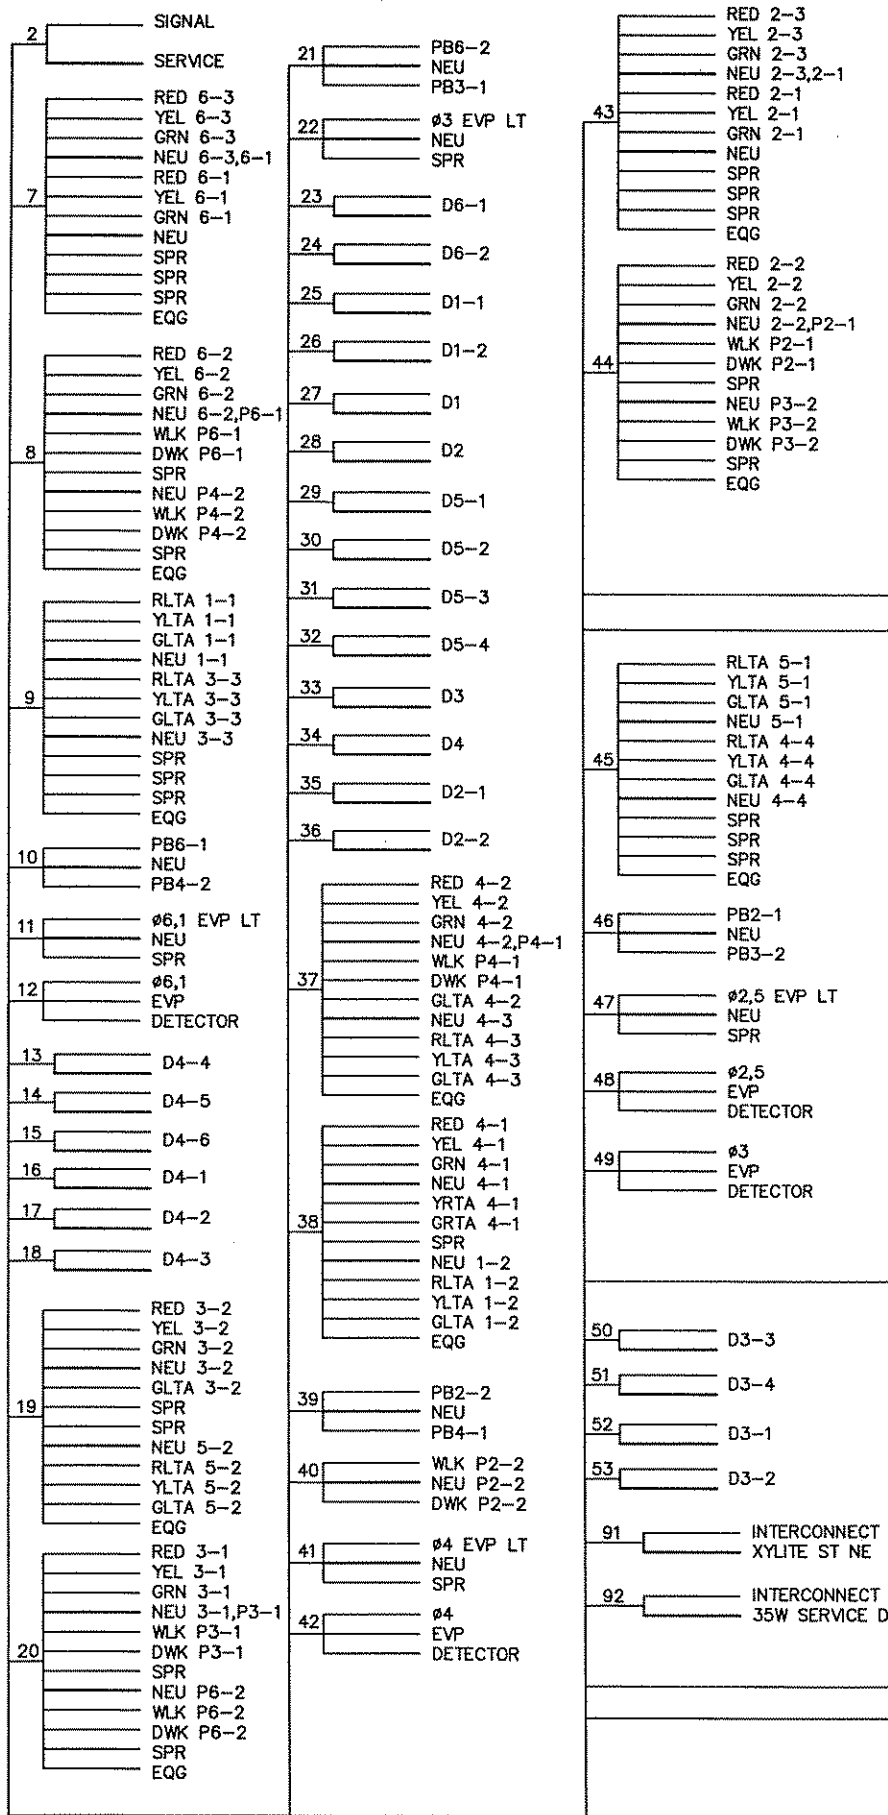 2
SIGNAL
SERVICE
7
RED 6-3
YEL 6-3
GRN 6-3
NEU 6-3,6-1
RED 6-1
YEL 6-1
GRN 6-1
NEU
SPR
SPR
SPR
EQG
8
RED 6-2
YEL 6-2
GRN 6-2
NEU 6-2,P6-1
WLK P6-1
DWK P6-1
SPR
NEU P4-2
WLK P4-2
DWK P4-2
SPR
EQG
9
RLTA 1-1
YLTA 1-1
GLTA 1-1
NEU 1-1
RLTA 3-3
YLTA 3-3
GLTA 3-3
NEU 3-3
SPR
SPR
SPR
EQG
10
PB6-1
NEU
PB4-2
11
ø6,1 EVP LT
NEU
SPR
12
ø6,1
EVP
DETECTOR
13
D4-4
14
D4-5
15
D4-6
16
D4-1
17
D4-2
18
D4-3
19
RED 3-2
YEL 3-2
GRN 3-2
NEU 3-2
GLTA 3-2
SPR
SPR
NEU 5-2
RLTA 5-2
YLTA 5-2
GLTA 5-2
EQG
20
RED 3-1
YEL 3-1
GRN 3-1
NEU 3-1,P3-1
WLK P3-1
DWK P3-1
SPR
NEU P6-2
WLK P6-2
DWK P6-2
SPR
EQG
21
PB6-2
NEU
PB3-1
22
ø3 EVP LT
NEU
SPR
23
D6-1
24
D6-2
25
D1-1
26
D1-2
27
D1
28
D2
29
D5-1
30
D5-2
31
D5-3
32
D5-4
33
D3
34
D4
35
D2-1
36
D2-2
37
RED 4-2
YEL 4-2
GRN 4-2
NEU 4-2,P4-1
WLK P4-1
DWK P4-1
GLTA 4-2
NEU 4-3
RLTA 4-3
YLTA 4-3
GLTA 4-3
EQG
38
RED 4-1
YEL 4-1
GRN 4-1
NEU 4-1
YRTA 4-1
GRTA 4-1
SPR
NEU 1-2
RLTA 1-2
YLTA 1-2
GLTA 1-2
EQG
39
PB2-2
NEU
PB4-1
40
WLK P2-2
NEU P2-2
DWK P2-2
41
ø4 EVP LT
NEU
SPR
42
ø4
EVP
DETECTOR
43
RED 2-3
YEL 2-3
GRN 2-3
NEU 2-3,2-1
RED 2-1
YEL 2-1
GRN 2-1
NEU
SPR
SPR
SPR
EQG
44
RED 2-2
YEL 2-2
GRN 2-2
NEU 2-2,P2-1
WLK P2-1
DWK P2-1
SPR
NEU P3-2
WLK P3-2
DWK P3-2
SPR
EQG
45
RLTA 5-1
YLTA 5-1
GLTA 5-1
NEU 5-1
RLTA 4-4
YLTA 4-4
GLTA 4-4
NEU 4-4
SPR
SPR
SPR
EQG
46
PB2-1
NEU
PB3-2
47
ø2,5 EVP LT
NEU
SPR
48
ø2,5
EVP
DETECTOR
49
ø3
EVP
DETECTOR
50
D3-3
51
D3-4
52
D3-1
53
D3-2
91
INTERCONNECT
XYLITE ST NE
92
INTERCONNECT
35W SERVICE D